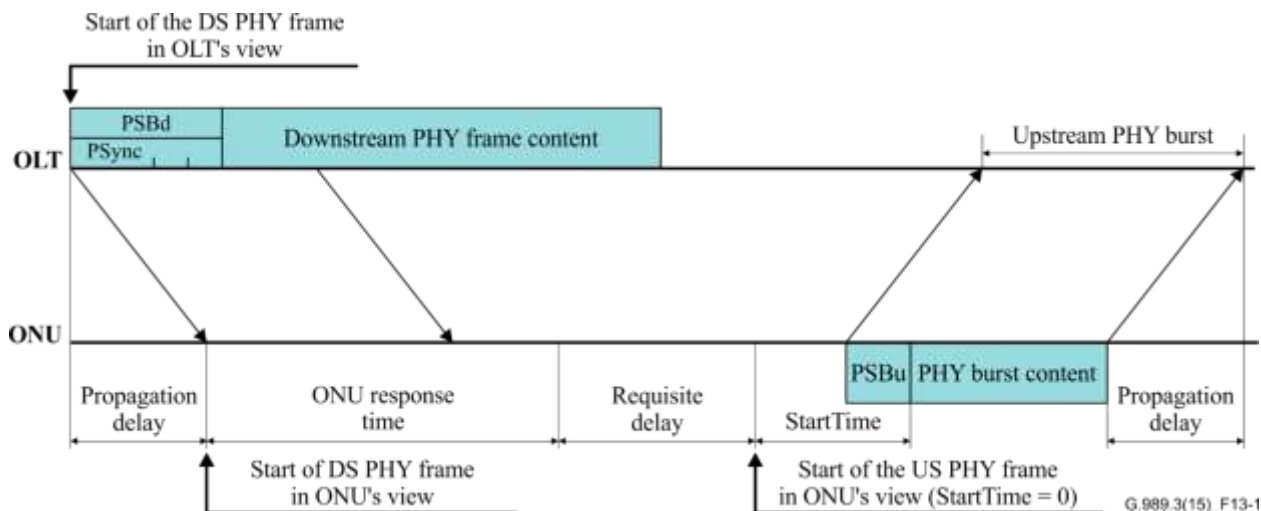 Start of the DS PHY frame
in OLT's view
PSBd
PSync
Downstream PHY frame content
Upstream PHY burst
OLT
ONU
PSBu
PHY burst content
Propagation
delay
ONU response
time
Requisite
delay
StartTime
Propagation
delay
Start of DS PHY frame
in ONU's view
Start of the US PHY frame
in ONU's view (StartTime = 0)
G.989.3(15)_F13-1